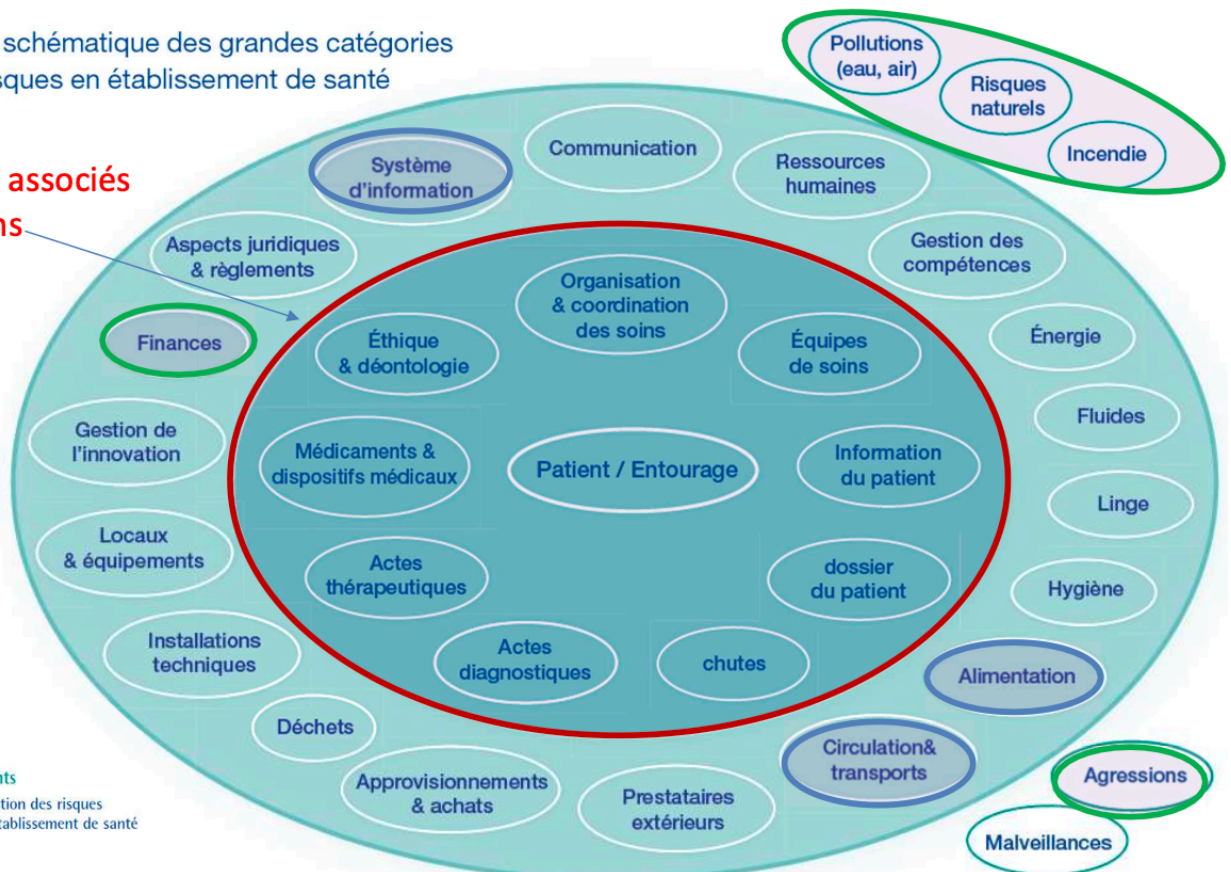 schématique des grandes catégories
sques en établissement de santé
associés
ns
Pollutions
(eau, air)
Risques
naturels
Incendie
Système
d'information
Communication
Ressources
humaines
Aspects juridiques
& règlements
Gestion des
compétences
Finances
Énergie
Gestion de
l'innovation
Fluides
Locaux
& équipements
Linge
Installations
techniques
Hygiène
Déchets
Alimentation
Approvisionnements
& achats
Prestataires
extérieurs
Circulation&
transports
Organisation
& coordination
des soins
Éthique
& déontologie
Équipes
de soins
Médicaments &
dispositifs médicaux
Patient / Entourage
Information
du patient
Actes
thérapeutiques
dossier
du patient
Actes
diagnostiques
chutes
Agressions
Malveillances
nts
ction des risques
tablissement de santé